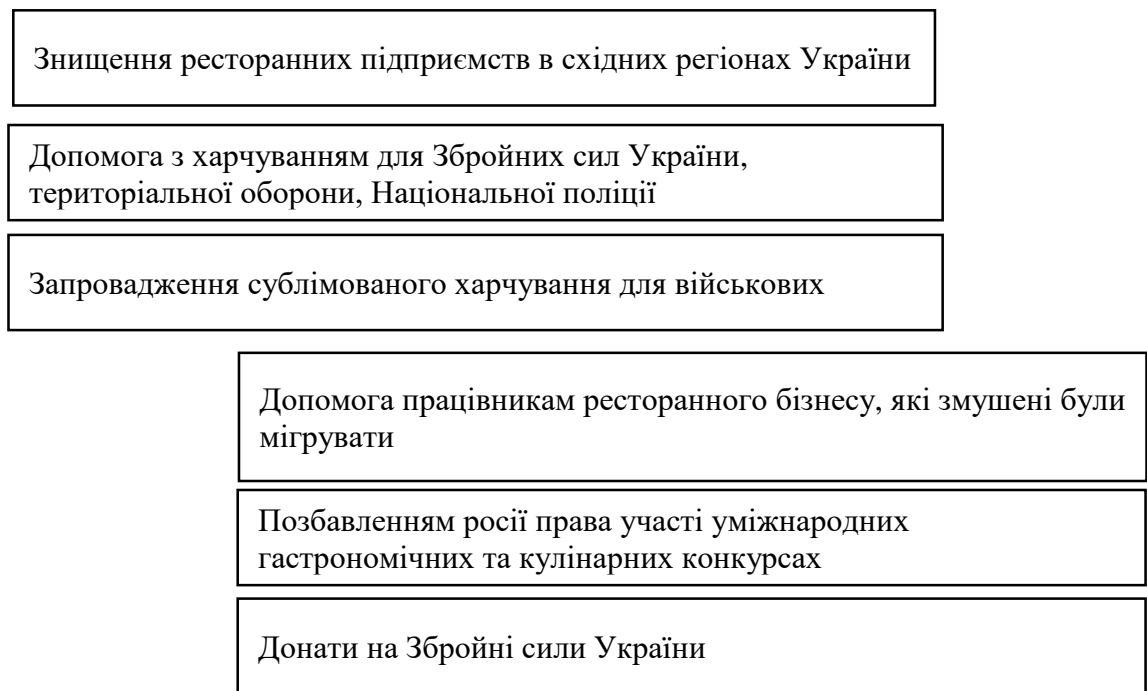 Знищення ресторанних підприємств в східних регіонах України
Допомога з харчуванням для Збройних сил України,
територіальної оборони, Національної поліції
Запровадження сублімованого харчування для військових
Допомога працівникам ресторанного бізнесу, які змушені були
мігрувати
Позбавленням росії права участі уміжнародних
гастрономічних та кулінарних конкурсах
Донати на Збройні сили України